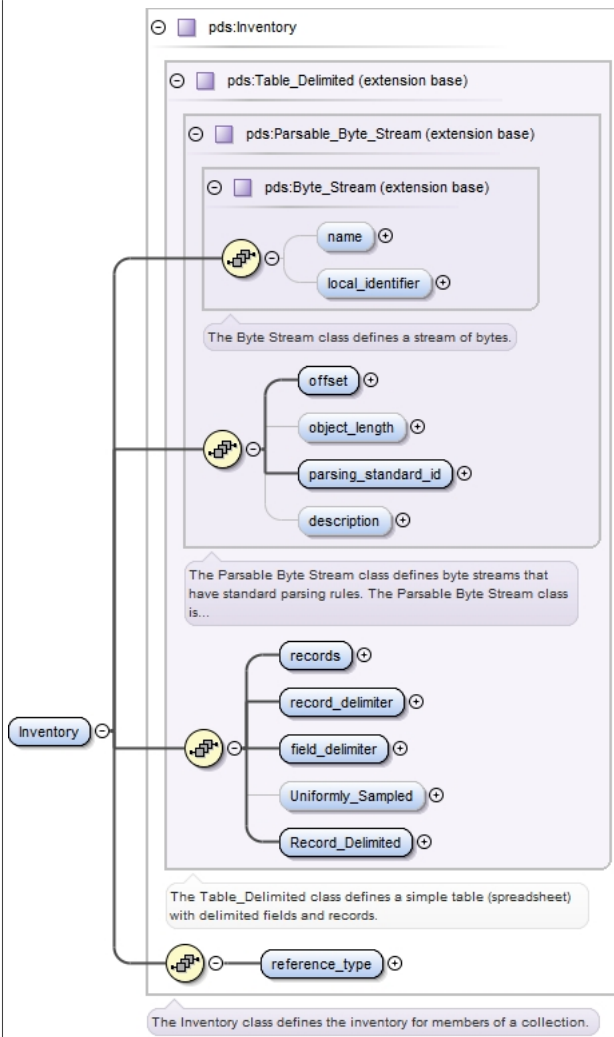 pds:Inventory
pds:Table_Delimited (extension base)
pds:Parsable_Byte_Stream (extension base)
pds:Byte_Stream (extension base)
name
local_identifier
The Byte Stream class defines a stream of bytes.
offset
object_length
parsing_standard_id
description
The Parsable Byte Stream class defines byte streams that
have standard parsing rules. The Parsable Byte Stream class
is...
records
record_delimiter
Inventory
field_delimiter
Uniformly_Sampled
Record_Delimited
The Table_Delimited class defines a simple table (spreadsheet)
with delimited fields and records.
reference_type
The Inventory class defines the inventory for members of a collection.